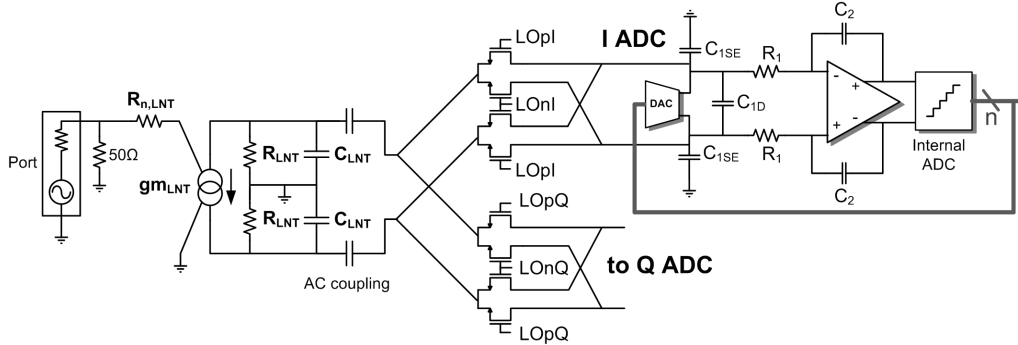 Port
50Ω
Rn,LNT
gmLNT
RLNT
CLNT
RLNT
CLNT
AC coupling
LOpI
LOnI
LOpI
LOpQ
LOnQ
LOpQ
I ADC
to Q ADC
DAC
C1SE
C1D
C1SE
R1
R1
C2
-
+
+
-
C2
Internal
ADC
n